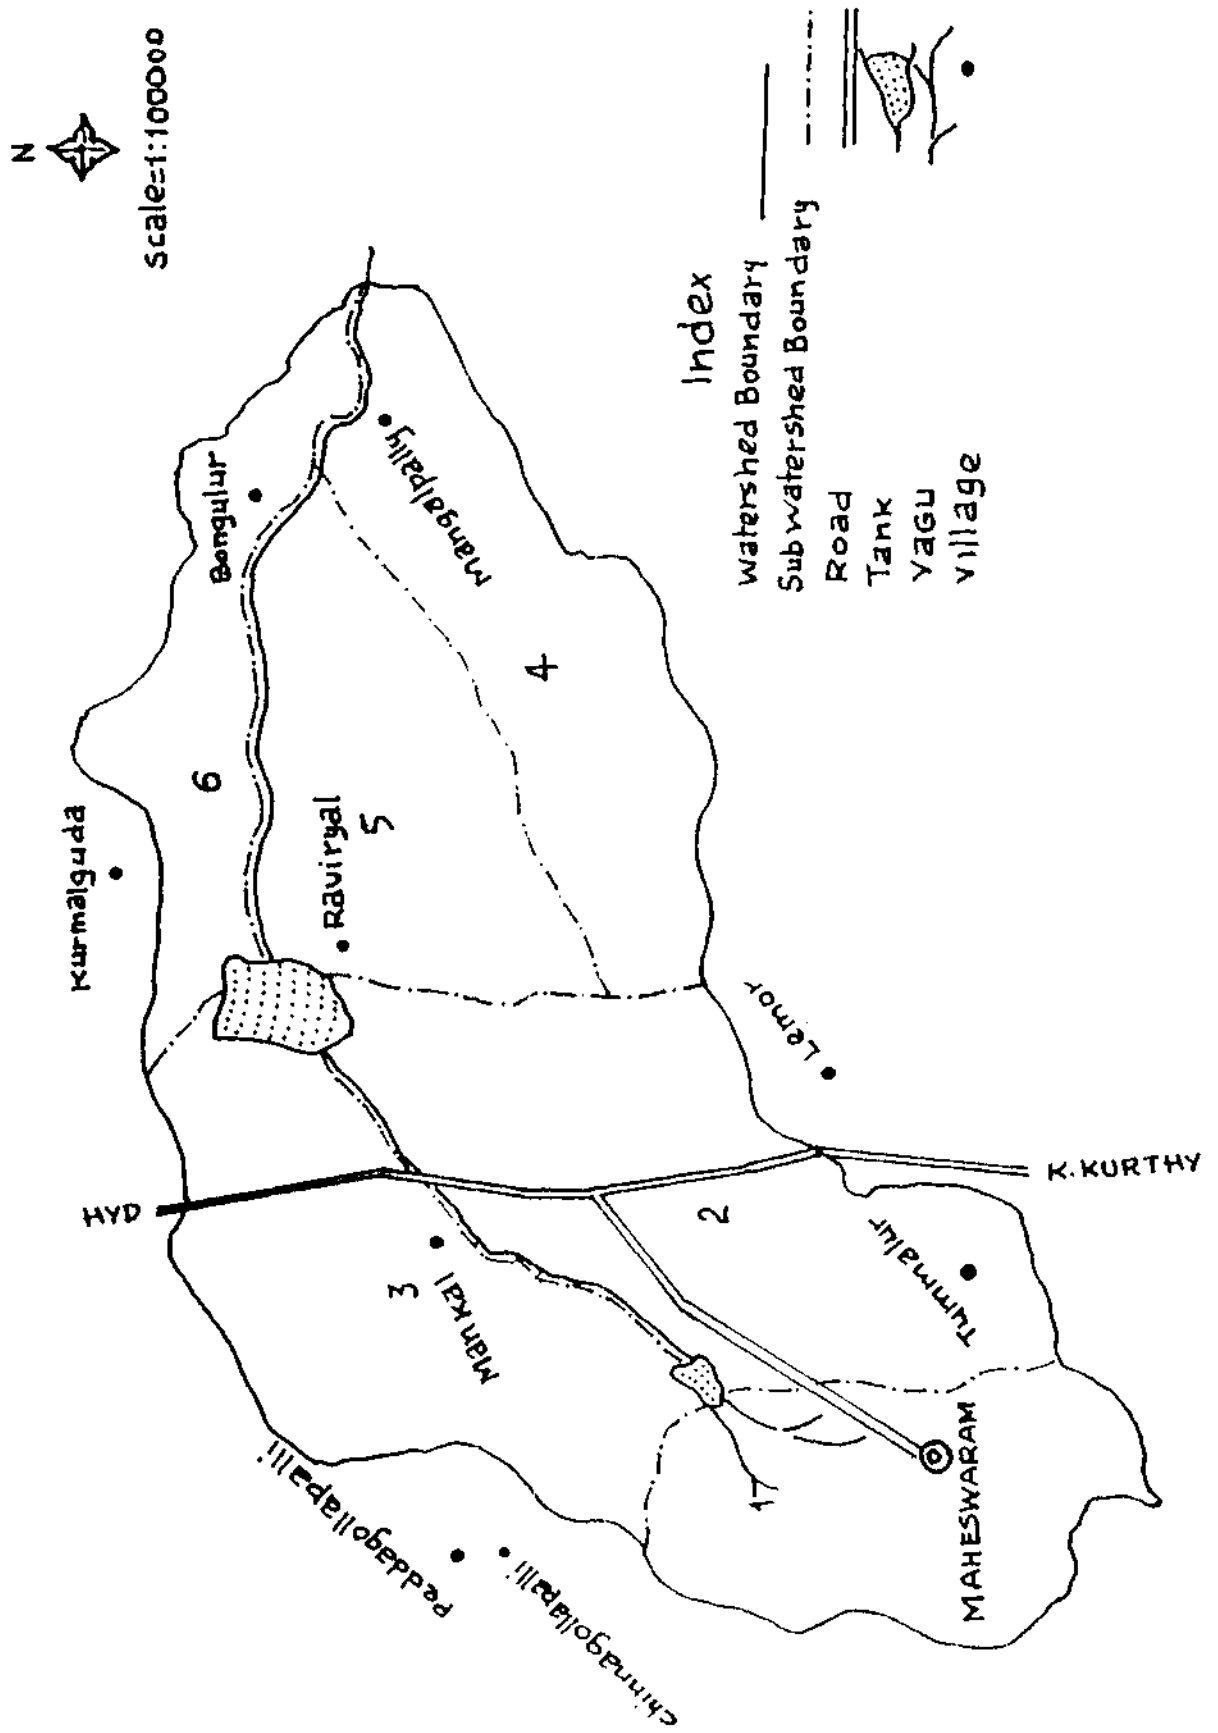 N
Scale=1:100000
Kurmalguda
Bongulur
6
Raviryal
5
Mangalpally
4
HYD
3
Mankal
2
Lemor
K.KURTHY
Tummalur
Peddagollapalli
Chinnagollapalli
1
MAHESWARAM
Index
Watershed Boundary
Subwatershed Boundary
Road
Tank
YAGU
Village